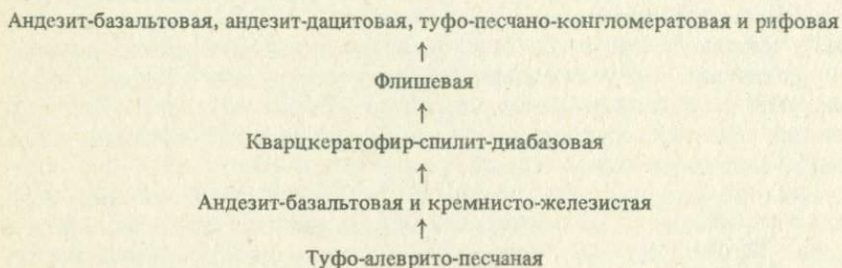 Андезит-базальтовая, андезит-дацитовая, туфо-песчано-конгломератовая и рифовая
↑
Флишевая
↑
Кварцкератофир-спилит-диабазовая
↑
Андезит-базальтовая и кремнисто-железистая
↑
Туфо-алеврито-песчаная